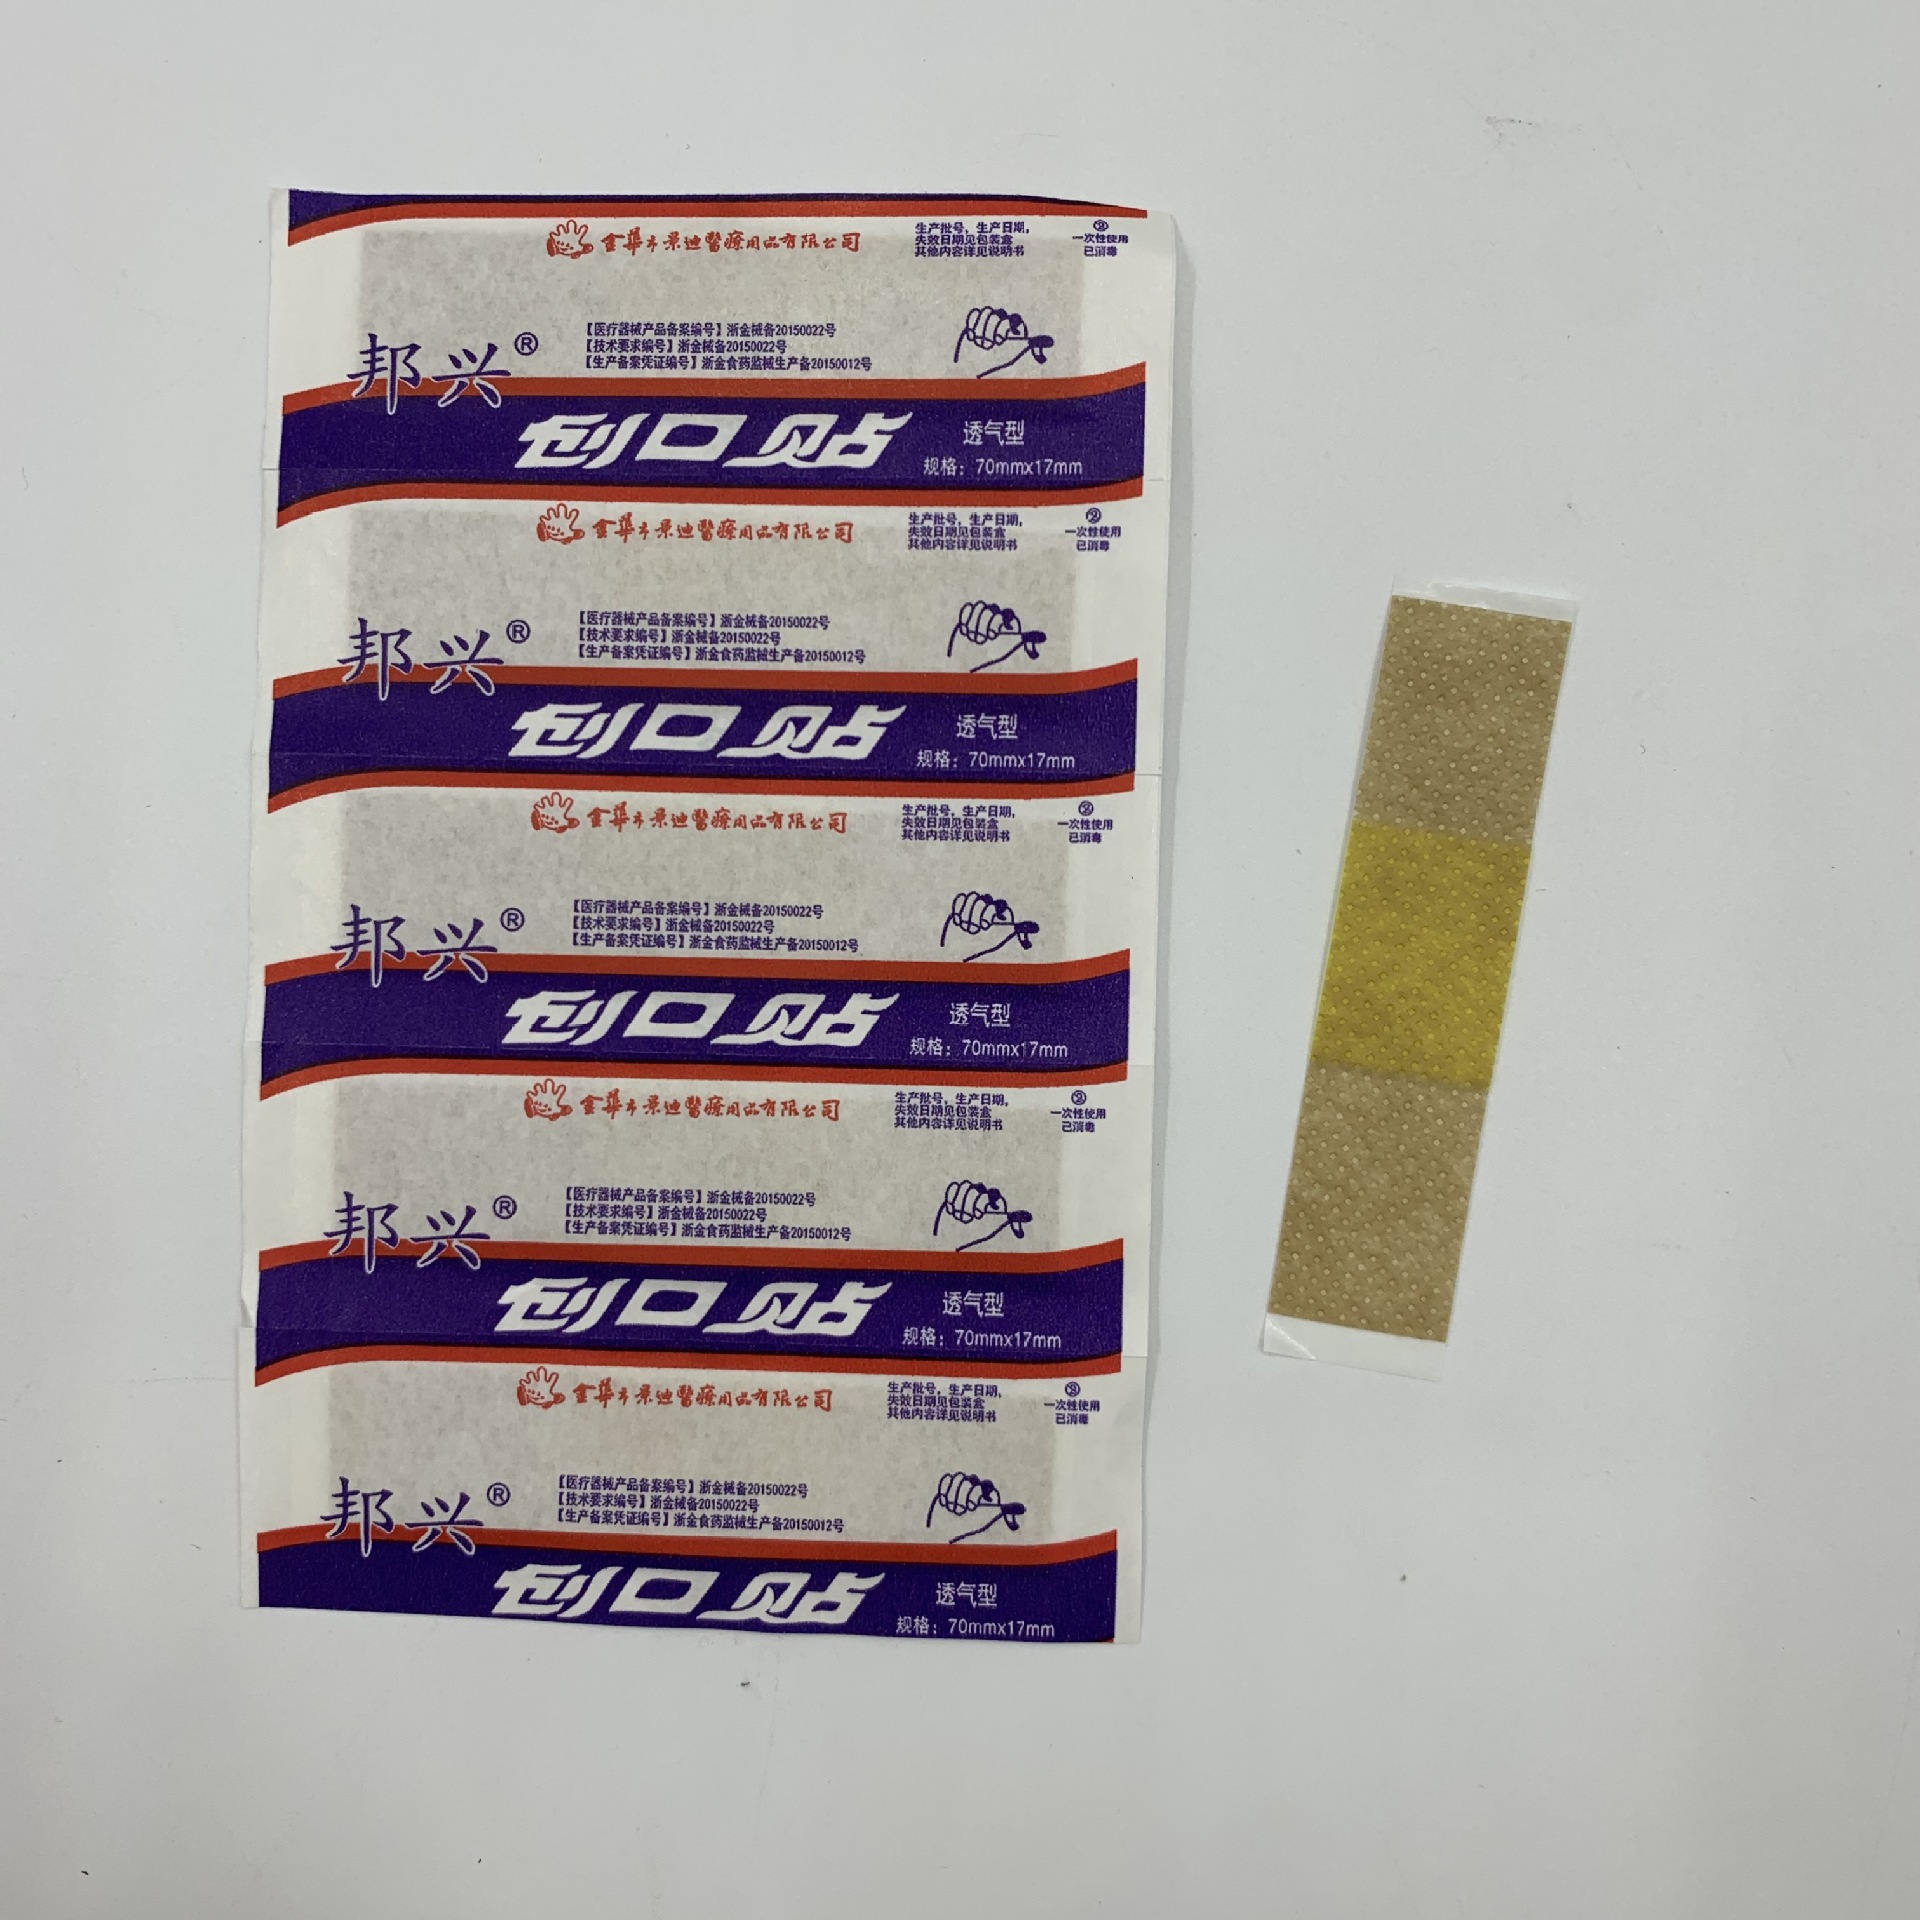 金華市景迪醫療用品有限公司
生产批号，生产日期，
失效日期见包装盒
其他内容详见说明书
②
一次性使用
已消毒
邦兴®
【医疗器械产品备案编号】浙金械备20150022号
【技术要求编号】浙金械备20150022号
【生产备案凭证编号】浙金食药监械生产备20150012号
创口贴
透气型
规格：70mmx17mm
金華市景迪醫療用品有限公司
生产批号，生产日期，
失效日期见包装盒
其他内容详见说明书
②
一次性使用
已消毒
邦兴®
【医疗器械产品备案编号】浙金械备20150022号
【技术要求编号】浙金械备20150022号
【生产备案凭证编号】浙金食药监械生产备20150012号
创口贴
透气型
规格：70mmx17mm
金華市景迪醫療用品有限公司
生产批号，生产日期，
失效日期见包装盒
其他内容详见说明书
②
一次性使用
已消毒
邦兴®
【医疗器械产品备案编号】浙金械备20150022号
【技术要求编号】浙金械备20150022号
【生产备案凭证编号】浙金食药监械生产备20150012号
创口贴
透气型
规格：70mmx17mm
金華市景迪醫療用品有限公司
生产批号，生产日期，
失效日期见包装盒
其他内容详见说明书
②
一次性使用
已消毒
邦兴®
【医疗器械产品备案编号】浙金械备20150022号
【技术要求编号】浙金械备20150022号
【生产备案凭证编号】浙金食药监械生产备20150012号
创口贴
透气型
规格：70mmx17mm
金華市景迪醫療用品有限公司
生产批号，生产日期，
失效日期见包装盒
其他内容详见说明书
②
一次性使用
已消毒
邦兴®
【医疗器械产品备案编号】浙金械备20150022号
【技术要求编号】浙金械备20150022号
【生产备案凭证编号】浙金食药监械生产备20150012号
创口贴
透气型
规格：70mmx17mm